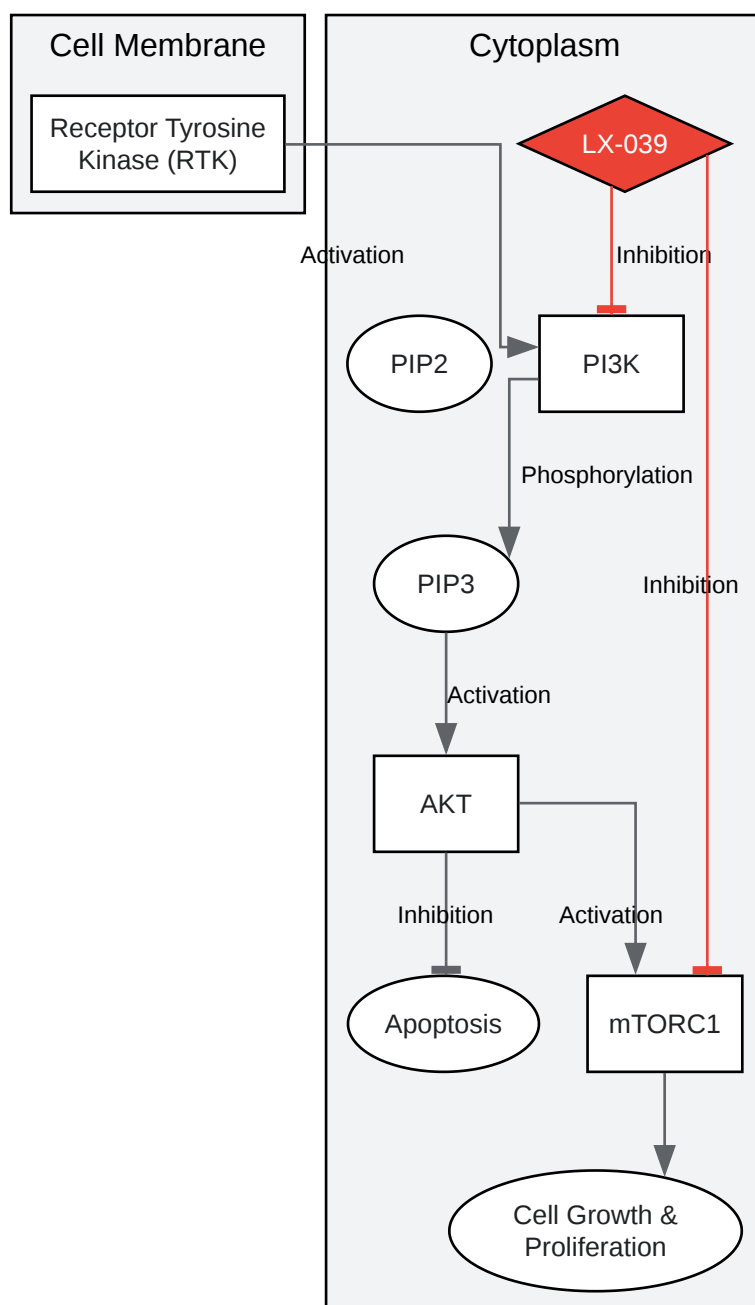 Cell Membrane
Cytoplasm
Receptor Tyrosine
Kinase (RTK)
LX-039
Activation
Inhibition
PIP2
PI3K
Phosphorylation
PIP3
Inhibition
Activation
AKT
Inhibition
Activation
Apoptosis
mTORC1
Cell Growth &
Proliferation